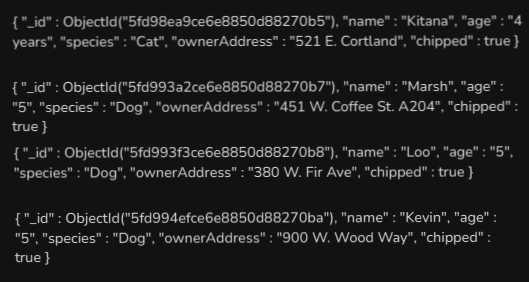 { "_id" : ObjectId("5fd98ea9ce6e8850d88270b5"), "name" : "Kitana", "age" : "4
years", "species" : "Cat", "ownerAddress" : "521 E. Cortland", "chipped" : true }
{ "_id" : ObjectId("5fd993a2ce6e8850d88270b7"), "name" : "Marsh", "age" :
"5", "species" : "Dog", "ownerAddress" : "451 W. Coffee St. A204", "chipped" :
true }
{ "_id" : ObjectId("5fd993f3ce6e8850d88270b8"), "name" : "Loo", "age" : "5",
"species" : "Dog", "ownerAddress" : "380 W. Fir Ave", "chipped" : true }
{ "_id" : ObjectId("5fd994efce6e8850d88270ba"), "name" : "Kevin", "age" :
"5", "species" : "Dog", "ownerAddress" : "900 W. Wood Way", "chipped" :
true }